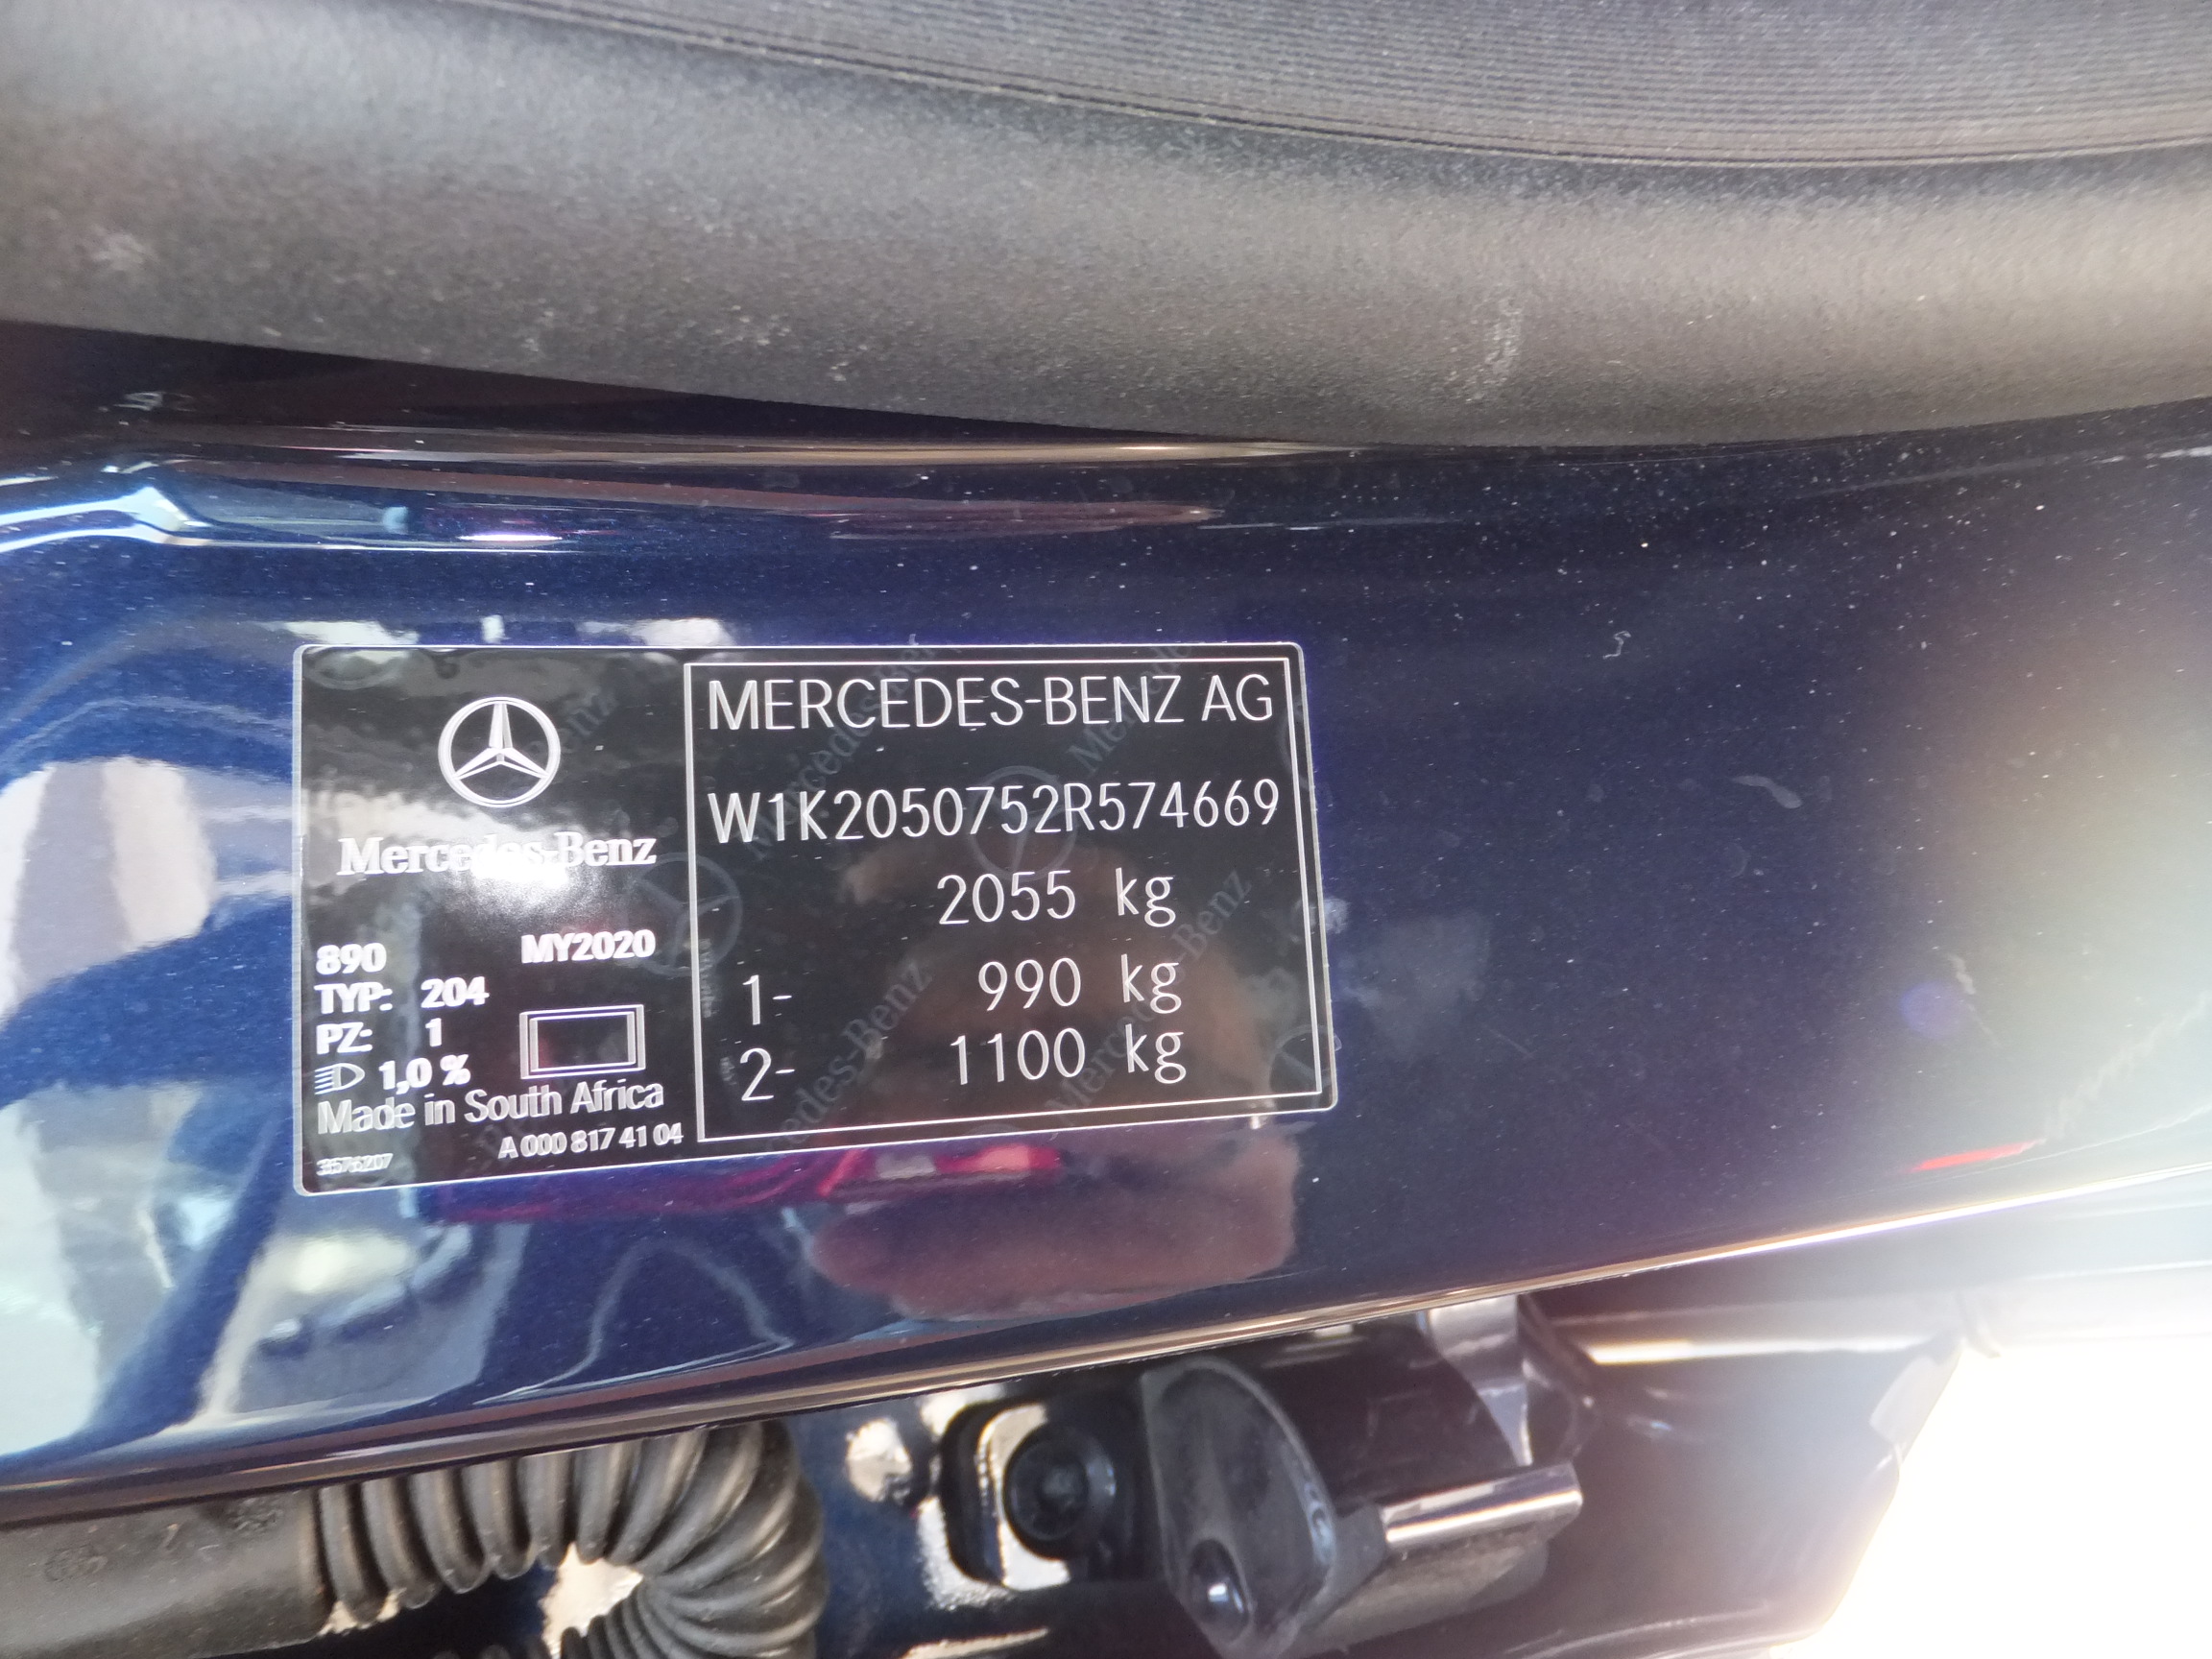 Mercedes-Benz
890 MY2020
TYP: 204
PZ: 1
1,0 %
Made in South Africa
A 000 817 41 04
MERCEDES-BENZ AG
W1K2050752R574669
2055 kg
1- 990 kg
2- 1100 kg